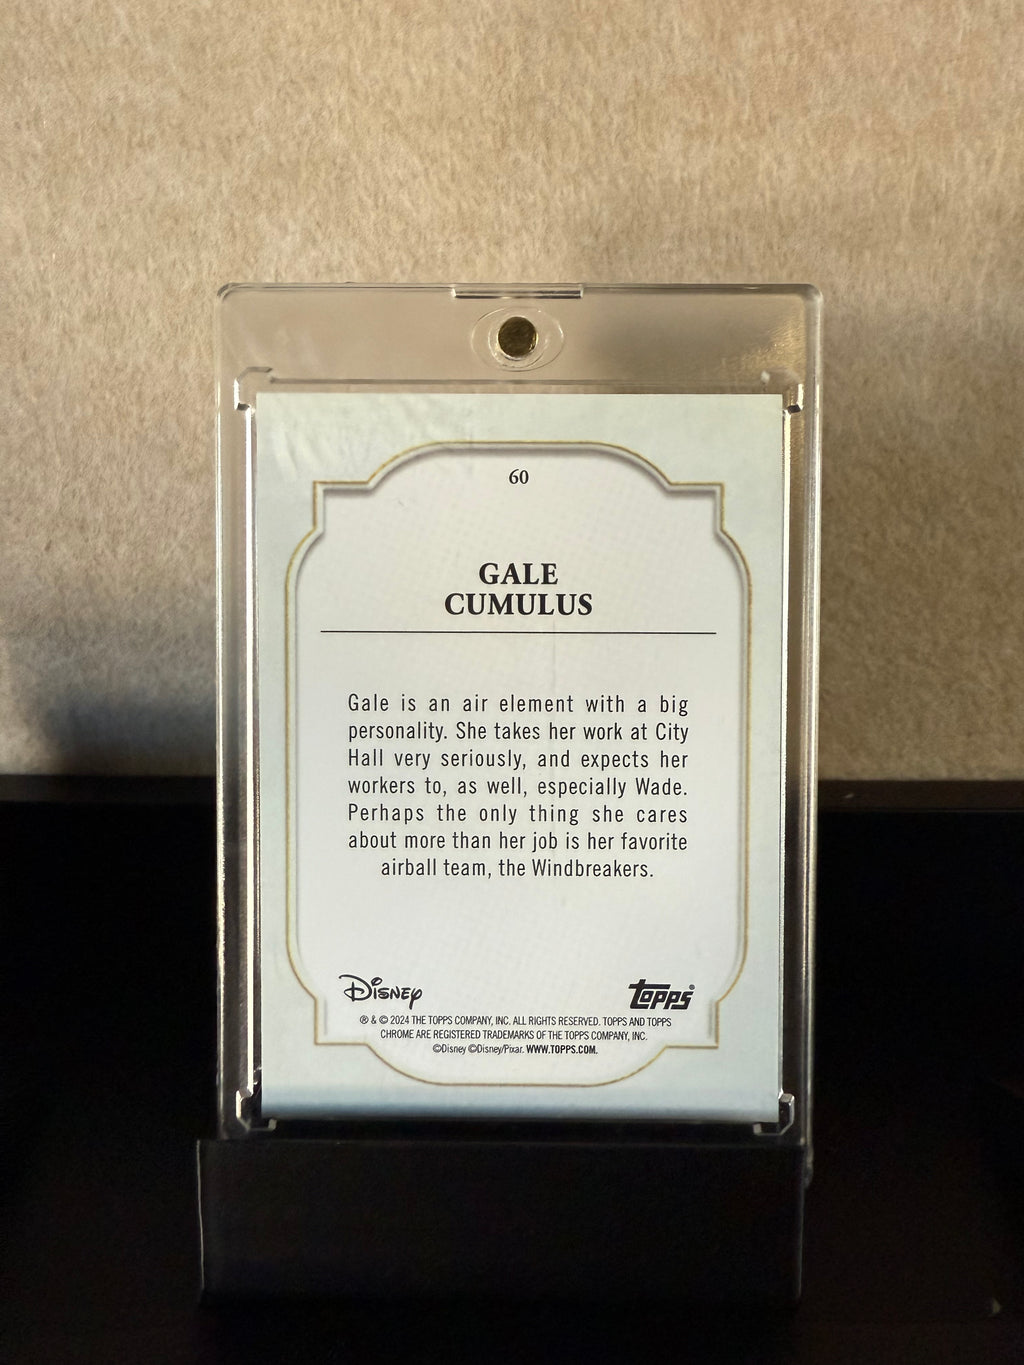 60
GALE
CUMULUS
Gale is an air element with a big
personality. She takes her work at City
Hall very seriously, and expects her
workers to, as well, especially Wade.
Perhaps the only thing she cares
about more than her job is her favorite
airball team, the Windbreakers.
Disney
topps®
® & © 2024 THE TOPPS COMPANY, INC. ALL RIGHTS RESERVED. TOPPS AND TOPPS
CHROME ARE REGISTERED TRADEMARKS OF THE TOPPS COMPANY, INC.
©Disney ©Disney/Pixar. WWW.TOPPS.COM.